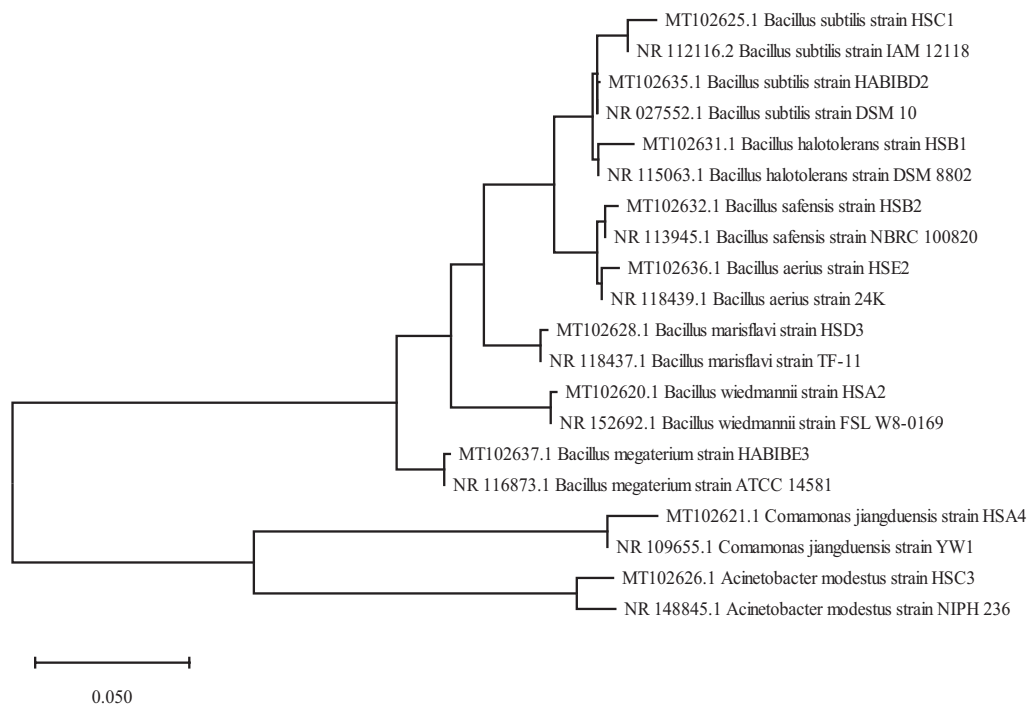 MT102625.1 Bacillus subtilis strain HSC1
NR 112116.2 Bacillus subtilis strain IAM 12118
MT102635.1 Bacillus subtilis strain HABIBD2
NR 027552.1 Bacillus subtilis strain DSM 10
MT102631.1 Bacillus halotolerans strain HSB1
NR 115063.1 Bacillus halotolerans strain DSM 8802
MT102632.1 Bacillus safensis strain HSB2
NR 113945.1 Bacillus safensis strain NBRC 100820
MT102636.1 Bacillus aerius strain HSE2
NR 118439.1 Bacillus aerius strain 24K
MT102628.1 Bacillus marisflavi strain HSD3
NR 118437.1 Bacillus marisflavi strain TF-11
MT102620.1 Bacillus wiedmannii strain HSA2
NR 152692.1 Bacillus wiedmannii strain FSL W8-0169
MT102637.1 Bacillus megaterium strain HABIBE3
NR 116873.1 Bacillus megaterium strain ATCC 14581
MT102621.1 Comamonas jiangduensis strain HSA4
NR 109655.1 Comamonas jiangduensis strain YW1
MT102626.1 Acinetobacter modestus strain HSC3
NR 148845.1 Acinetobacter modestus strain NIPH 236
0.050